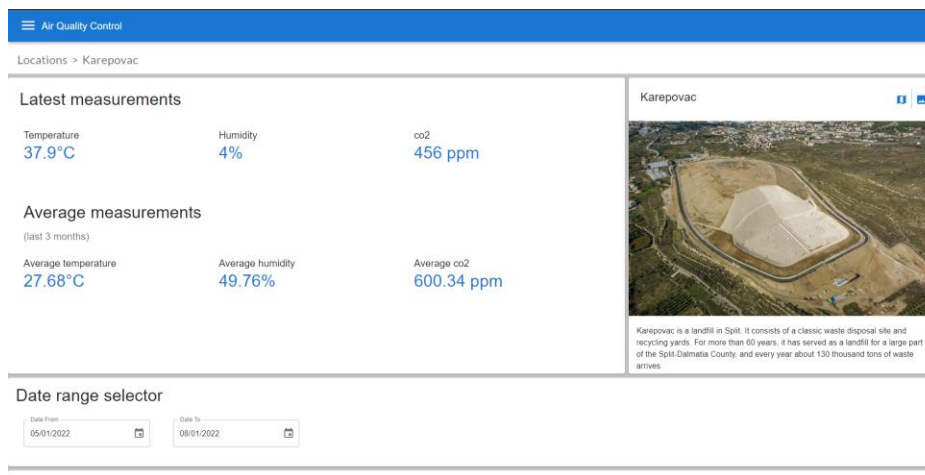 Air Quality Control
Locations > Karepovac
Latest measurements
Temperature
37.9°C
Humidity
4%
co2
456 ppm
Average measurements
(last 3 months)
Average temperature
27.68°C
Average humidity
49.76%
Average co2
600.34 ppm
Karepovac
Karepovac is a landfill in Split. It consists of a classic waste disposal site and
recycling yards. For more than 60 years, it has served as a landfill for a large part
of the Split-Dalmatia County, and every year about 130 thousand tons of waste
arrives.
Date range selector
Date From
05/01/2022
Date To
08/01/2022